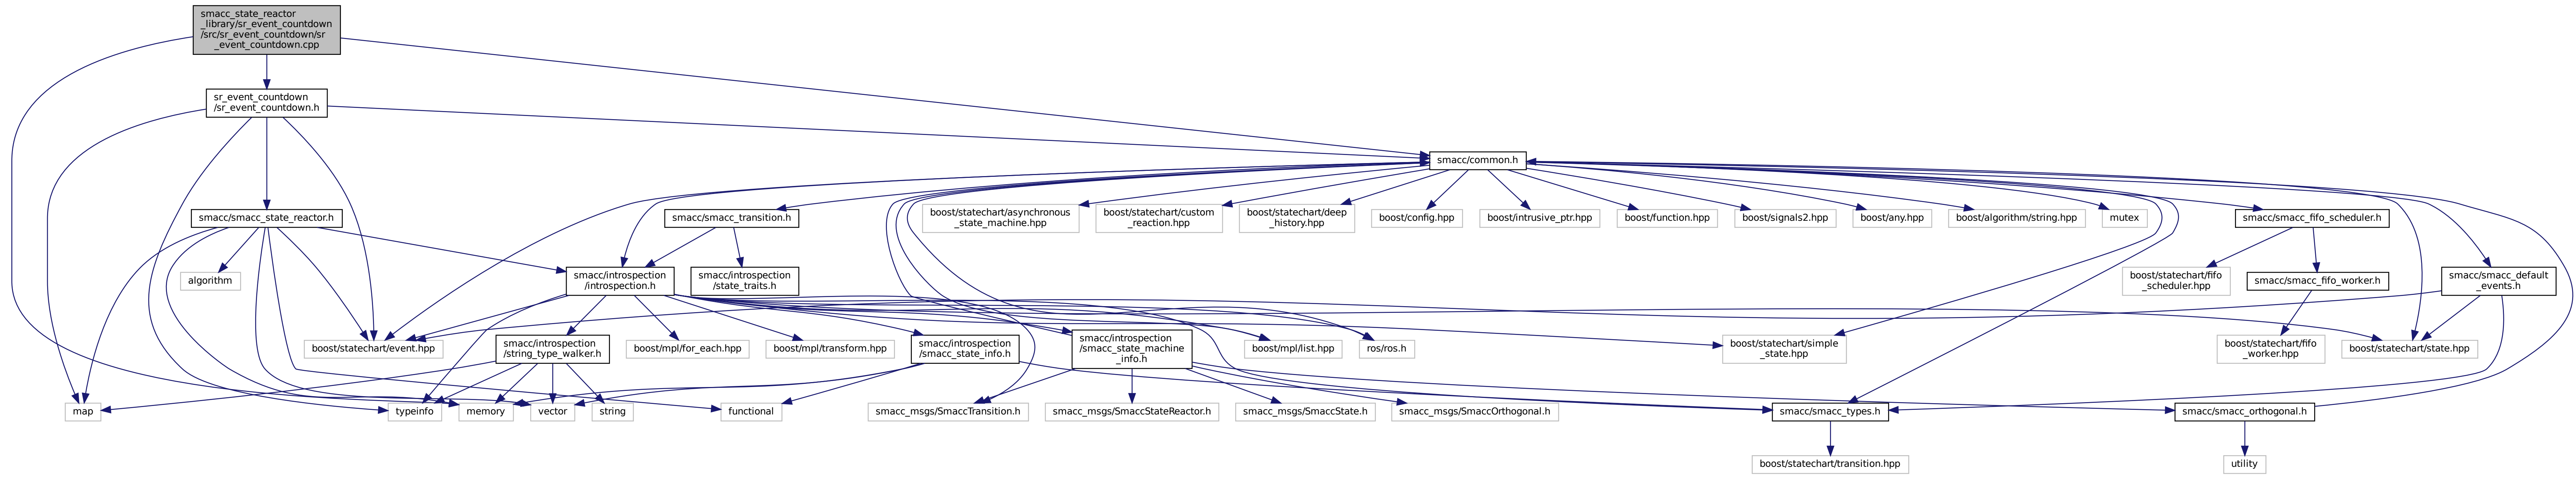 smacc_state_reactor
_library/sr_event_countdown
/src/sr_event_countdown/sr
_event_countdown.cpp
sr_event_countdown
/sr_event_countdown.h
smacc/common.h
smacc/smacc_state_reactor.h
smacc/smacc_transition.h
boost/statechart/asynchronous
_state_machine.hpp
boost/statechart/custom
_reaction.hpp
boost/statechart/deep
_history.hpp
boost/config.hpp
boost/intrusive_ptr.hpp
boost/function.hpp
boost/signals2.hpp
boost/any.hpp
boost/algorithm/string.hpp
mutex
smacc/smacc_fifo_scheduler.h
algorithm
smacc/introspection
/introspection.h
smacc/introspection
/state_traits.h
boost/statechart/fifo
_scheduler.hpp
smacc/smacc_fifo_worker.h
smacc/smacc_default
_events.h
boost/statechart/event.hpp
smacc/introspection
/string_type_walker.h
boost/mpl/for_each.hpp
boost/mpl/transform.hpp
smacc/introspection
/smacc_state_info.h
smacc/introspection
/smacc_state_machine
_info.h
boost/mpl/list.hpp
ros/ros.h
boost/statechart/simple
_state.hpp
boost/statechart/fifo
_worker.hpp
boost/statechart/state.hpp
map
typeinfo
memory
vector
string
functional
smacc_msgs/SmaccTransition.h
smacc_msgs/SmaccStateReactor.h
smacc_msgs/SmaccState.h
smacc_msgs/SmaccOrthogonal.h
smacc/smacc_types.h
smacc/smacc_orthogonal.h
boost/statechart/transition.hpp
utility